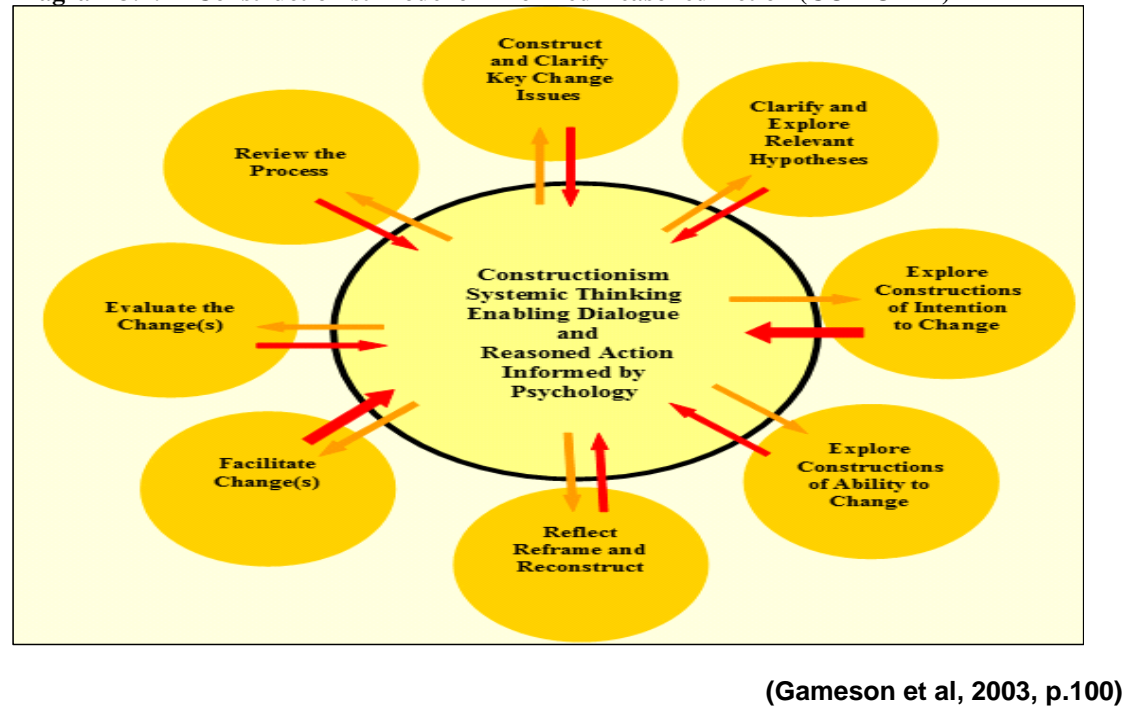 Construct
and Clarify
Key Change
Issues
Clarify and
Explore
Relevant
Hypotheses
Explore
Constructions
of Intention
to Change
Explore
Constructions
of Ability to
Change
Reflect
Reframe and
Reconstruct
Facilitate
Change(s)
Evaluate the
Change(s)
Review the
Process
Constructionism
Systemic Thinking
Enabling Dialogue
and
Reasoned Action
Informed by
Psychology
(Gameson et al, 2003, p.100)